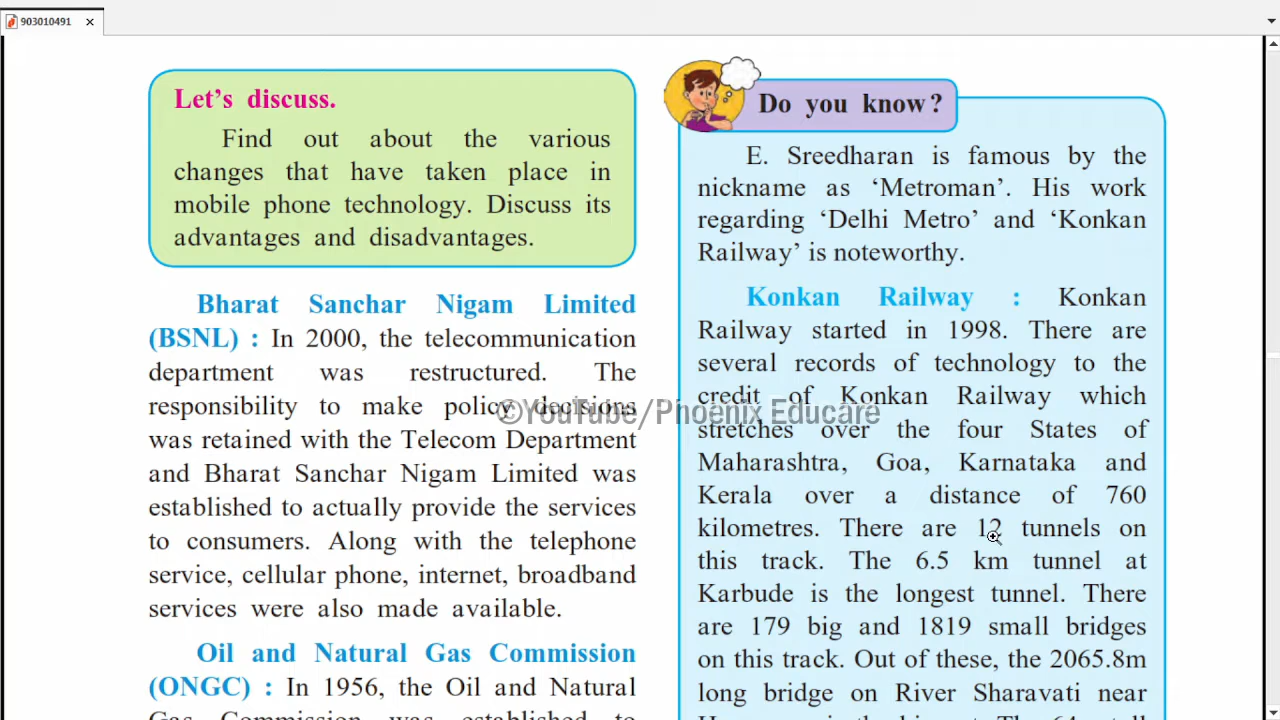 903010491
Let's discuss.
Find out about the various
changes that have taken place in
mobile phone technology. Discuss its
advantages and disadvantages.
Bharat Sanchar Nigam Limited
(BSNL) : In 2000, the telecommunication
department was restructured. The
responsibility to make policy decisions
was retained with the Telecom Department
and Bharat Sanchar Nigam Limited was
established to actually provide the services
to consumers. Along with the telephone
service, cellular phone, internet, broadband
services were also made available.
Oil and Natural Gas Commission
(ONGC) : In 1956, the Oil and Natural
Gas Commission was established to
Do you know?
E. Sreedharan is famous by the
nickname as ‘Metroman’. His work
regarding ‘Delhi Metro’ and ‘Konkan
Railway’ is noteworthy.
Konkan Railway : Konkan
Railway started in 1998. There are
several records of technology to the
credit of Konkan Railway which
stretches over the four States of
Maharashtra, Goa, Karnataka and
Kerala over a distance of 760
kilometres. There are 12 tunnels on
this track. The 6.5 km tunnel at
Karbude is the longest tunnel. There
are 179 big and 1819 small bridges
on this track. Out of these, the 2065.8m
long bridge on River Sharavati near
©YouTube/Phoenix Educare